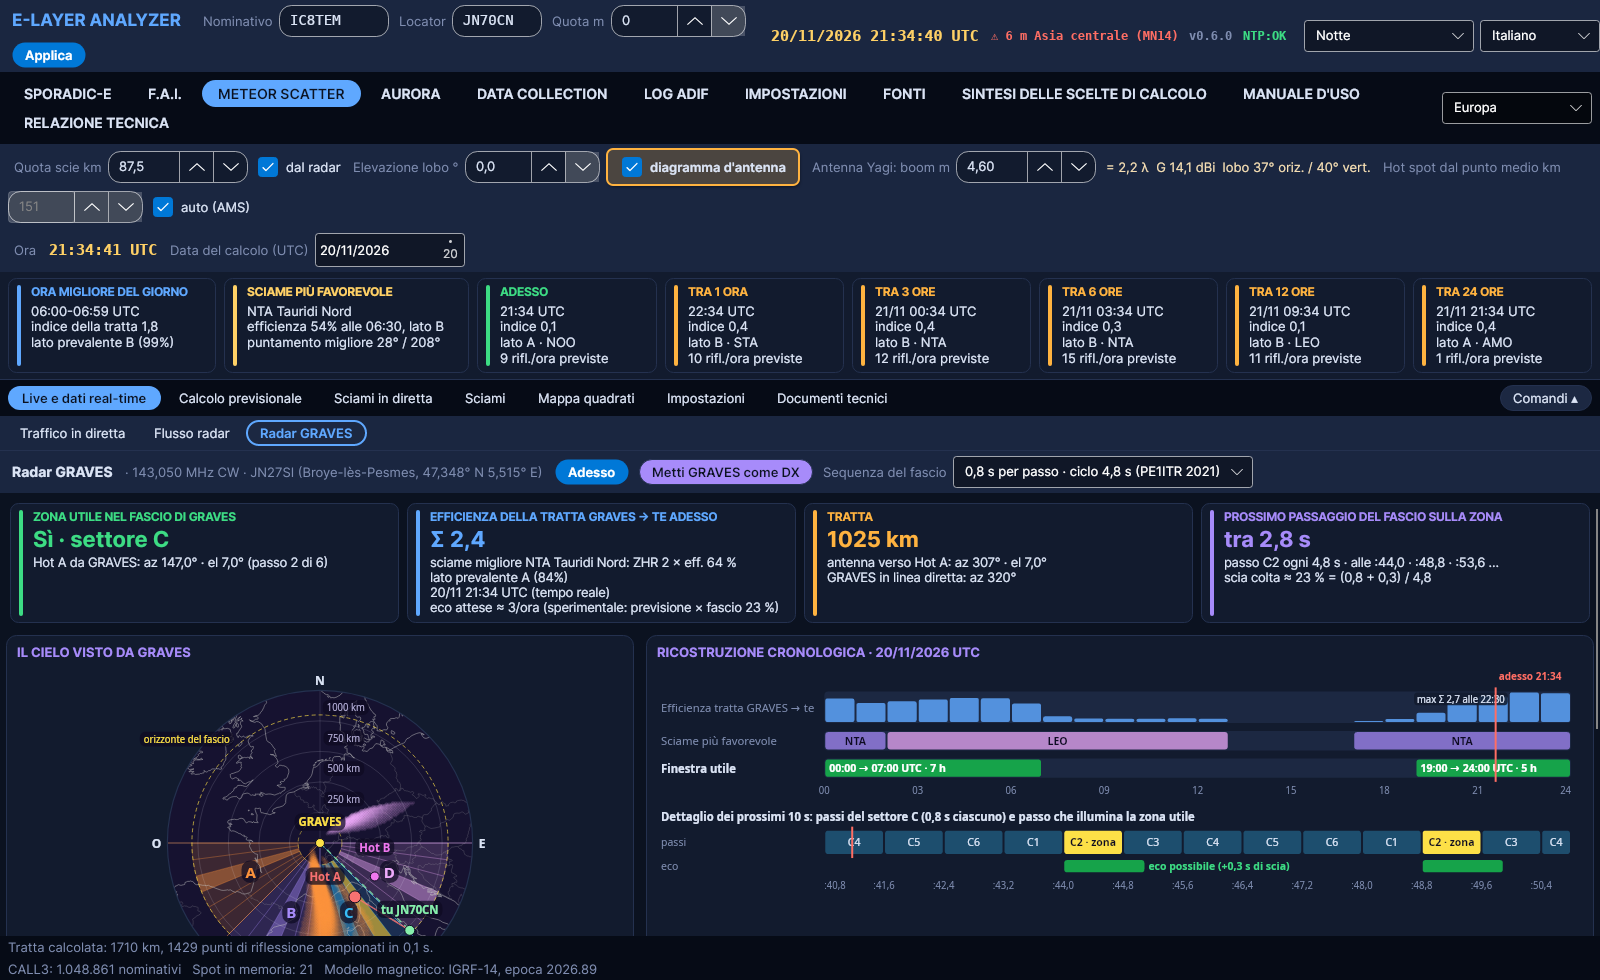 E-LAYER ANALYZER Nominativo IC8TEM Locator JN70CN Quota m 0
Applica
20/11/2026 21:34:40 UTC ⚠ 6 m Asia centrale (MN14) v0.6.0 NTP:OK Notte Italiano
SPORADIC-E F.A.I. METEOR SCATTER AURORA DATA COLLECTION LOG ADIF IMPOSTAZIONI FONTI SINTESI DELLE SCELTE DI CALCOLO MANUALE D'USO
RELAZIONE TECNICA
Europa
Quota scie km 87,5 dal radar Elevazione lobo ° 0,0 diagramma d'antenna Antenna Yagi: boom m 4,60 = 2,2 λ G 14,1 dBi lobo 37° oriz. / 40° vert. Hot spot dal punto medio km
151 auto (AMS)
Ora 21:34:41 UTC Data del calcolo (UTC) 20/11/2026 20
ORA MIGLIORE DEL GIORNO
06:00-06:59 UTC
indice della tratta 1,8
lato prevalente B (99%)
SCIAME PIÙ FAVOREVOLE
NTA Tauridi Nord
efficienza 54% alle 06:30, lato B
puntamento migliore 28° / 208°
ADESSO
21:34 UTC
indice 0,1
lato A · NOO
9 rifl./ora previste
TRA 1 ORA
22:34 UTC
indice 0,4
lato B · STA
10 rifl./ora previste
TRA 3 ORE
21/11 00:34 UTC
indice 0,4
lato B · NTA
12 rifl./ora previste
TRA 6 ORE
21/11 03:34 UTC
indice 0,3
lato B · NTA
15 rifl./ora previste
TRA 12 ORE
21/11 09:34 UTC
indice 0,1
lato B · LEO
11 rifl./ora previste
TRA 24 ORE
21/11 21:34 UTC
indice 0,4
lato A · AMO
1 rifl./ora previste
Live e dati real-time Calcolo previsionale Sciami in diretta Sciami Mappa quadrati Impostazioni Documenti tecnici Comandi ▴
Traffico in diretta Flusso radar Radar GRAVES
Radar GRAVES · 143,050 MHz CW · JN27SI (Broye-lès-Pesmes, 47,348° N 5,515° E) Adesso Metti GRAVES come DX Sequenza del fascio 0,8 s per passo · ciclo 4,8 s (PE1ITR 2021)
ZONA UTILE NEL FASCIO DI GRAVES
Sì · settore C
Hot A da GRAVES: az 147,0° · el 7,0° (passo 2 di 6)
EFFICIENZA DELLA TRATTA GRAVES → TE ADESSO
Σ 2,4
sciame migliore NTA Tauridi Nord: ZHR 2 × eff. 64 %
lato prevalente A (84%)
20/11 21:34 UTC (tempo reale)
eco attese ≈ 3/ora (sperimentale: previsione × fascio 23 %)
TRATTA
1025 km
antenna verso Hot A: az 307° · el 7,0°
GRAVES in linea diretta: az 320°
PROSSIMO PASSAGGIO DEL FASCIO SULLA ZONA
tra 2,8 s
passo C2 ogni 4,8 s · alle :44,0 · :48,8 · :53,6 ...
scia colta ≈ 23 % = (0,8 + 0,3) / 4,8
IL CIELO VISTO DA GRAVES
N
1000 km
orizzonte del fascio
750 km
500 km
250 km
GRAVES
O
E
Hot B
A
Hot A
D
B
C
tu JN70CN
RICOSTRUZIONE CRONOLOGICA · 20/11/2026 UTC
adesso 21:34
max Σ 2,7 alle 22:30
Efficienza tratta GRAVES → te
Sciame più favorevole NTA LEO NTA
Finestra utile 00:00 → 07:00 UTC · 7 h 19:00 → 24:00 UTC · 5 h
00 03 06 09 12 15 18 21 24
Dettaglio dei prossimi 10 s: passi del settore C (0,8 s ciascuno) e passo che illumina la zona utile
passi C4 C5 C6 C1 C2 · zona C3 C4 C5 C6 C1 C2 · zona C3 C4
eco eco possibile (+0,3 s di scia)
:40,8 :41,6 :42,4 :43,2 :44,0 :44,8 :45,6 :46,4 :47,2 :48,0 :48,8 :49,6 :50,4
Tratta calcolata: 1710 km, 1429 punti di riflessione campionati in 0,1 s.
CALL3: 1.048.861 nominativi Spot in memoria: 21 Modello magnetico: IGRF-14, epoca 2026.89